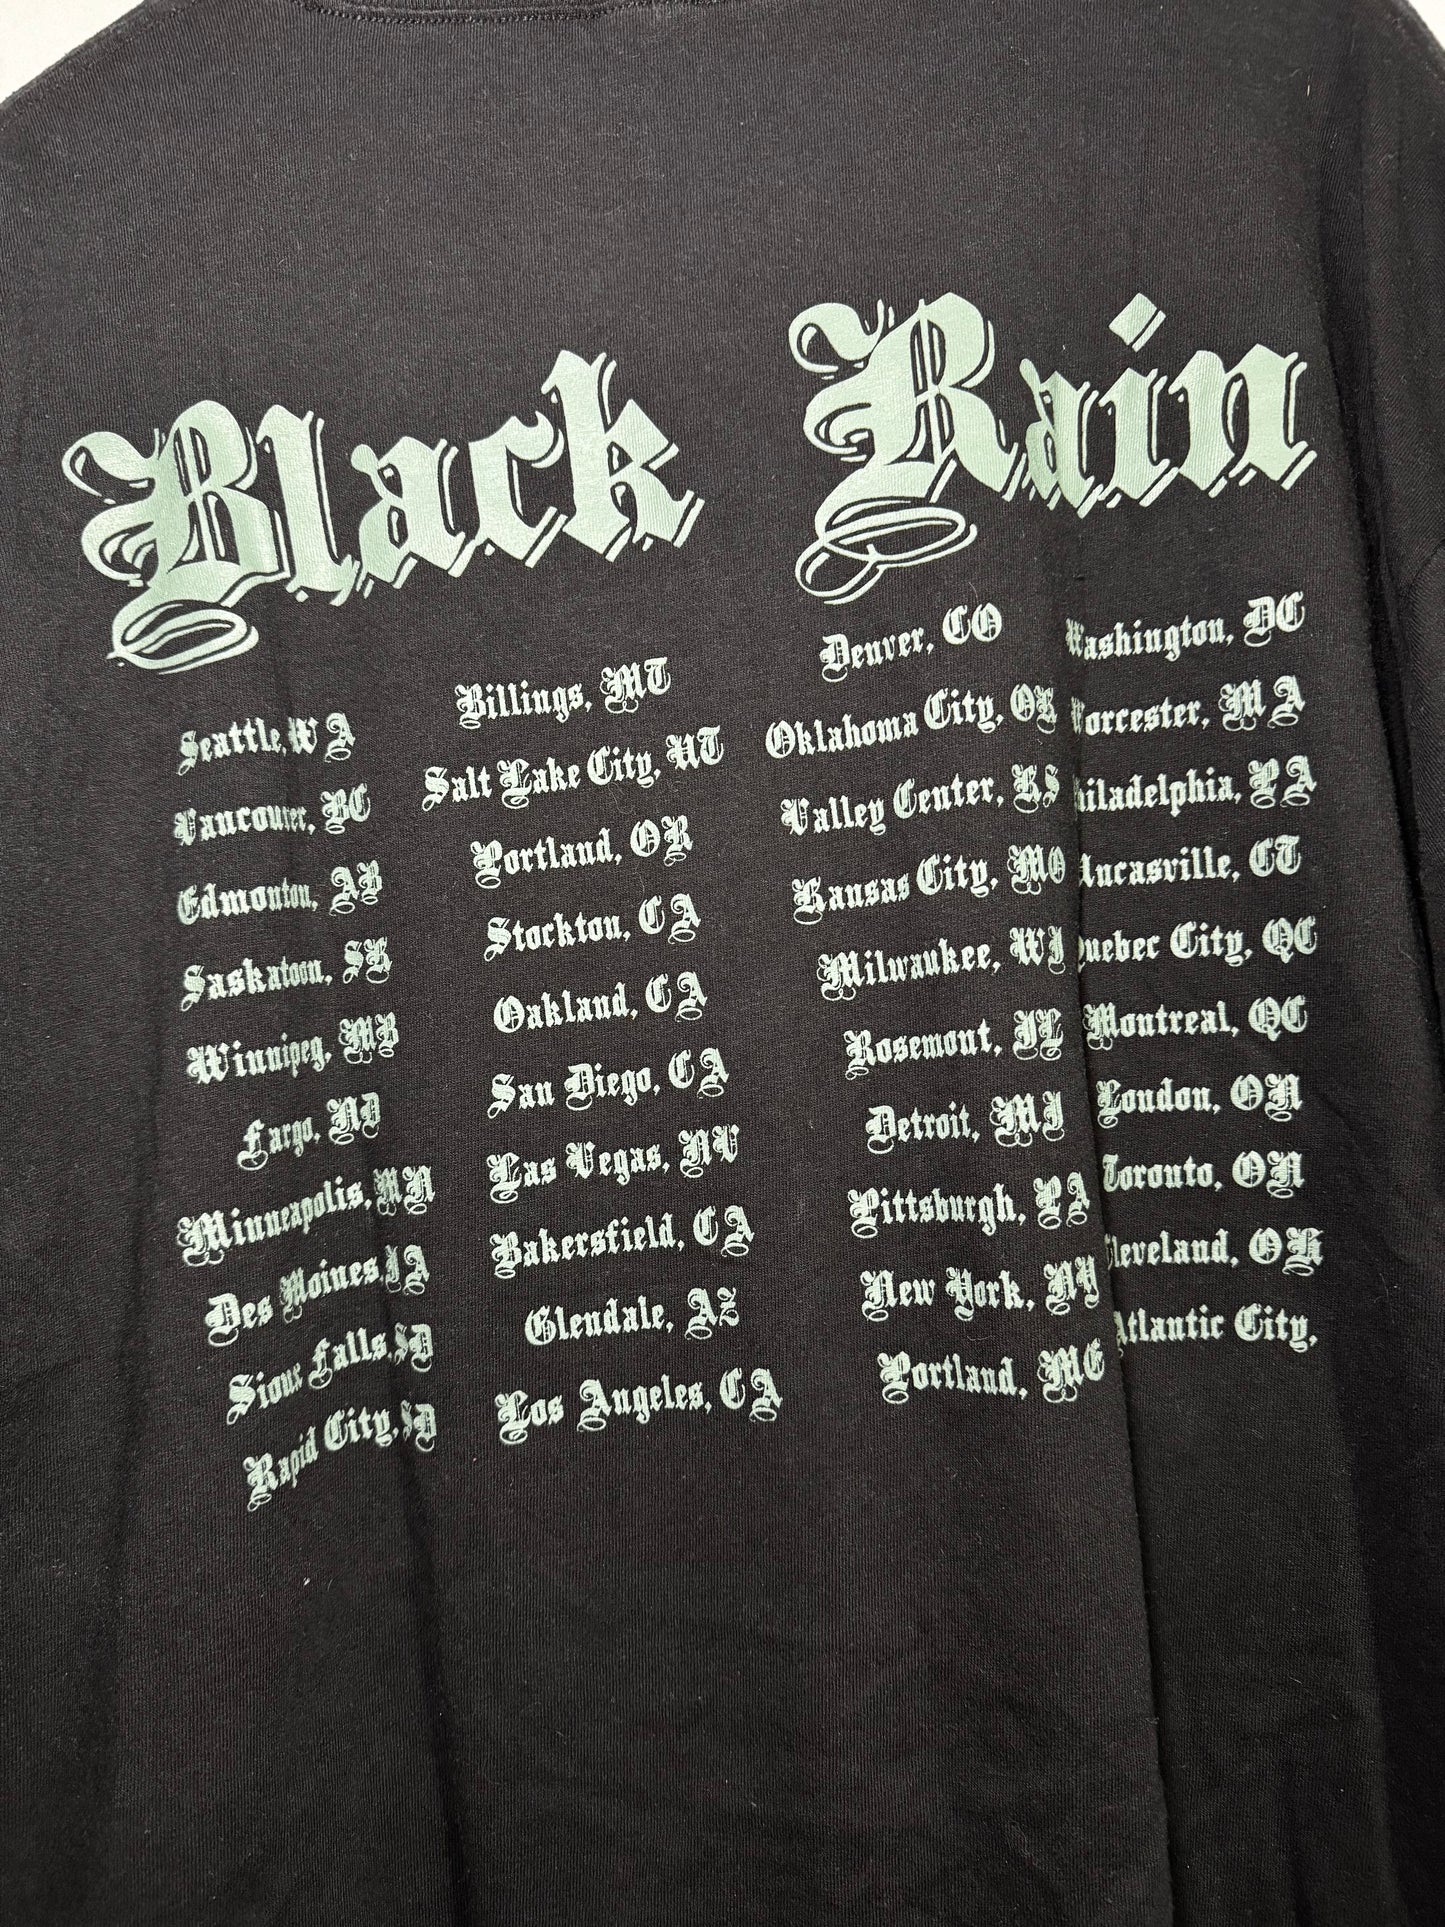 Black Rain
Seattle, WA
Vancouver, BC
Edmonton, AB
Saskatoon, SK
Winnipeg, MB
Fargo, ND
Minneapolis, MN
Des Moines, IA
Sioux Falls, SD
Rapid City, SD
Billings, MT
Salt Lake City, UT
Portland, OR
Stockton, CA
Oakland, CA
San Diego, CA
Las Vegas, NV
Bakersfield, CA
Glendale, AZ
Los Angeles, CA
Denver, CO
Oklahoma City, OK
Valley Center, KS
Kansas City, MO
Milwaukee, WI
Rosemont, IL
Detroit, MI
Pittsburgh, PA
New York, NY
Portland, ME
Washington, DC
Worcester, MA
Philadelphia, PA
Uncasville, CT
Quebec City, QC
Montreal, QC
London, ON
Toronto, ON
Cleveland, OH
Atlantic City,